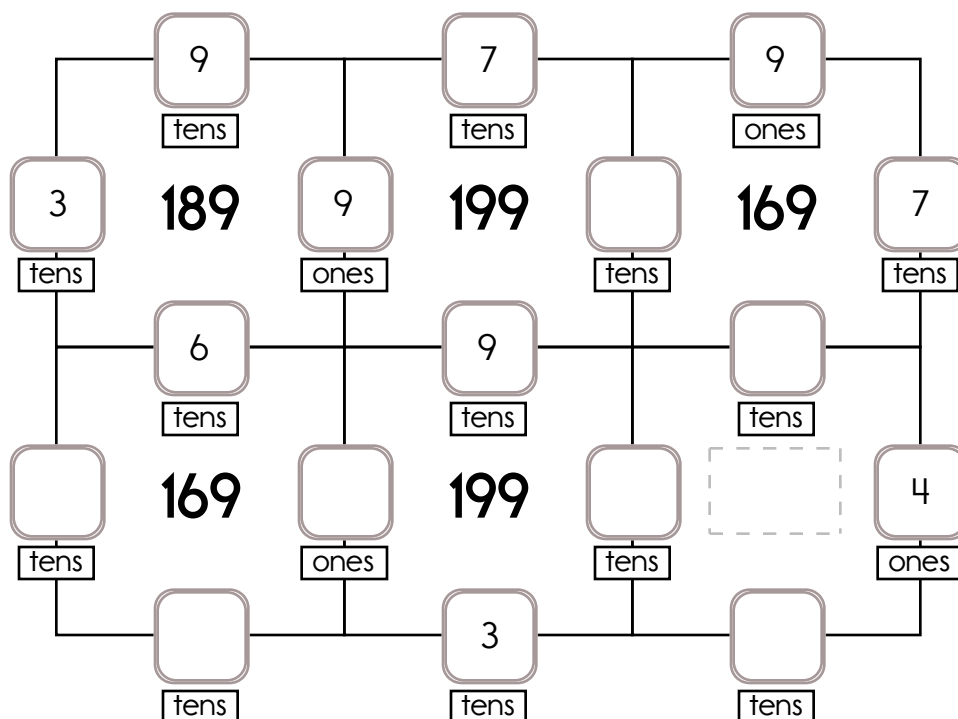 9 7 9
tens tens ones
3 189 9 199 169 7
tens ones tens tens
6 9
tens tens tens
169 199 4
tens ones tens ones
3
tens tens tens